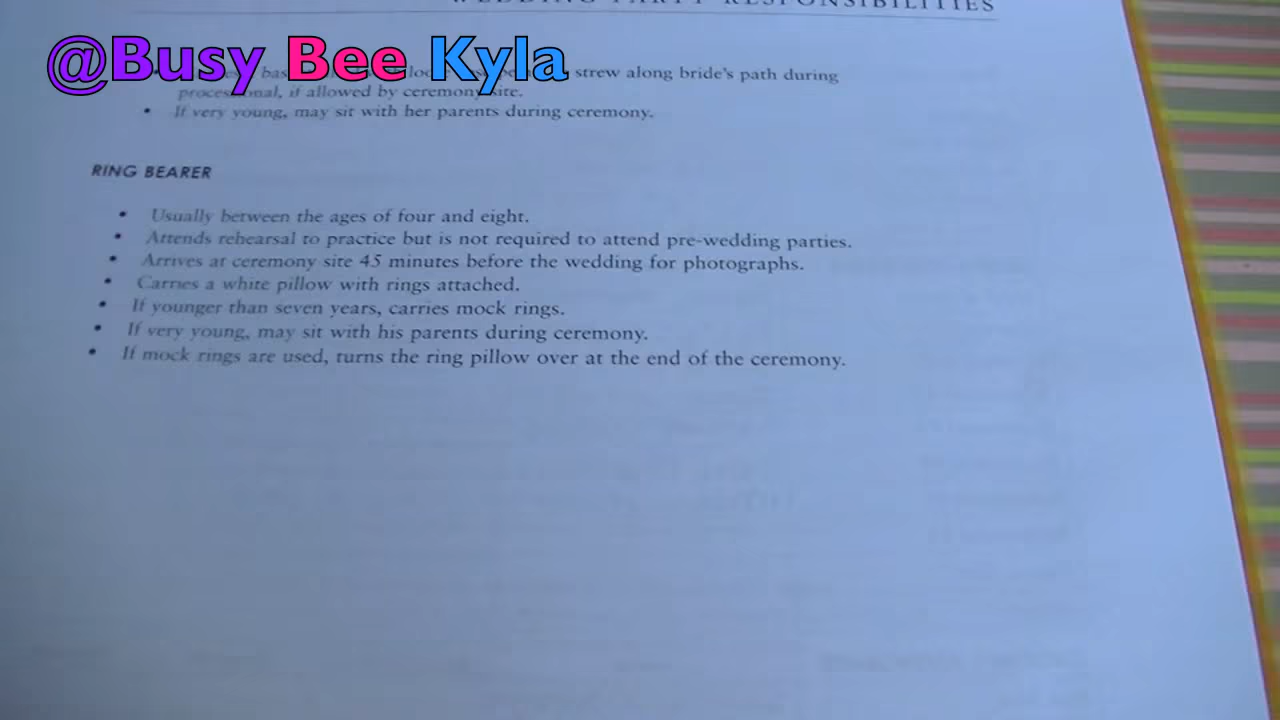 WEDDING PARTY RESPONSIBILITIES
@Busy Bee Kyla
strew along bride's path during
processional, if allowed by ceremony site.
• If very young, may sit with her parents during ceremony.
RING BEARER
• Usually between the ages of four and eight.
• Attends rehearsal to practice but is not required to attend pre-wedding parties.
• Arrives at ceremony site 45 minutes before the wedding for photographs.
• Carries a white pillow with rings attached.
• If younger than seven years, carries mock rings.
• If very young, may sit with his parents during ceremony.
• If mock rings are used, turns the ring pillow over at the end of the ceremony.